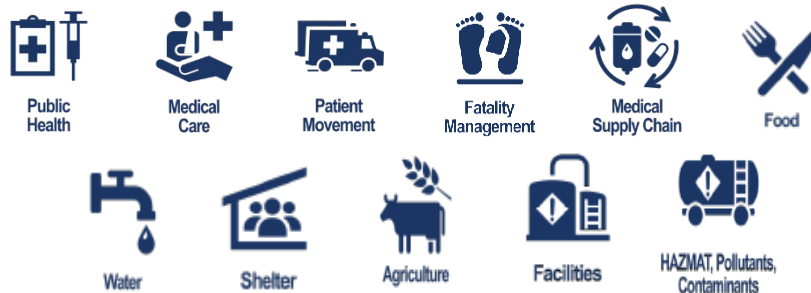 Public
Health
Medical
Care
Patient
Movement
Fatality
Management
Medical
Supply Chain
Food
Water
Shelter
Agriculture
Facilities
HAZMAT, Pollutants,
Contaminants